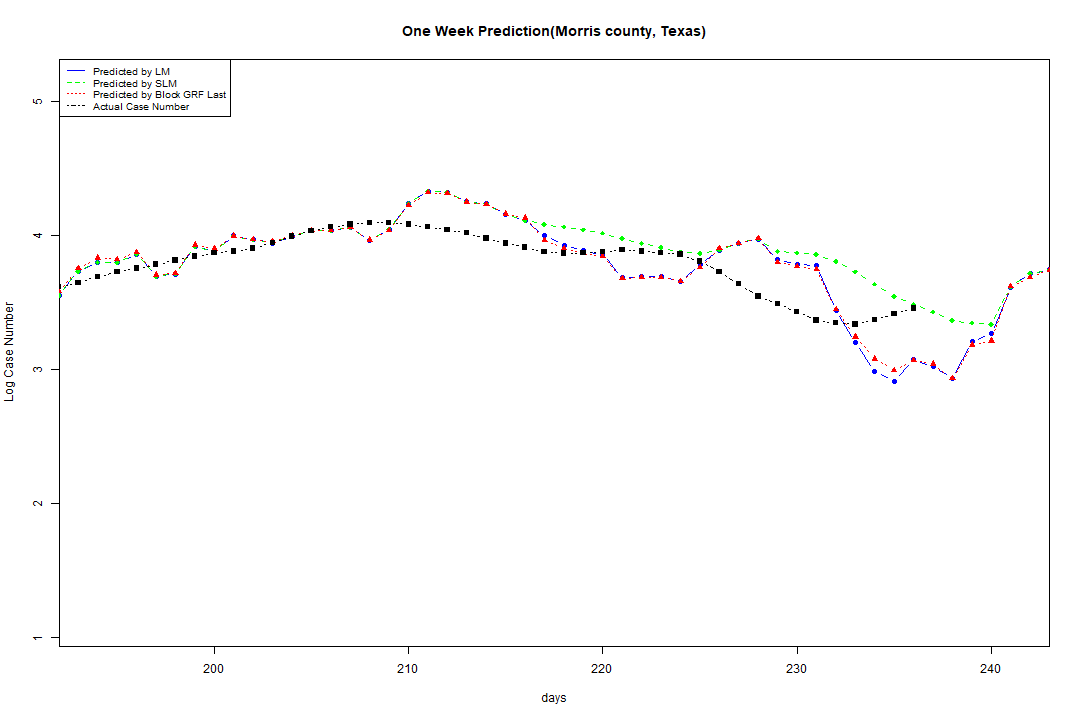 One Week Prediction(Morris county, Texas)
Predicted by LM
Predicted by SLM
Predicted by Block GRF Last
Actual Case Number
5
4
3
2
1
Log Case Number
200
210
220
230
240
days